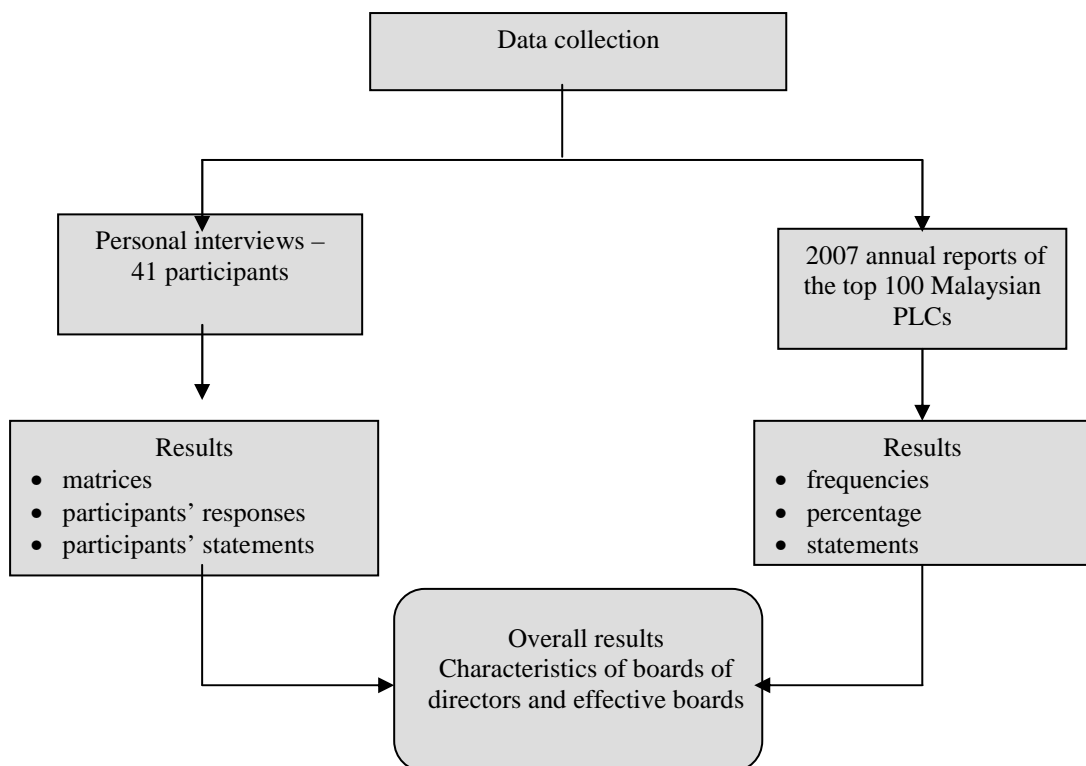 Data collection
Personal interviews –
41 participants
2007 annual reports of
the top 100 Malaysian
PLCs
Results
• matrices
• participants’ responses
• participants’ statements
Results
• frequencies
• percentage
• statements
Overall results
Characteristics of boards of
directors and effective boards